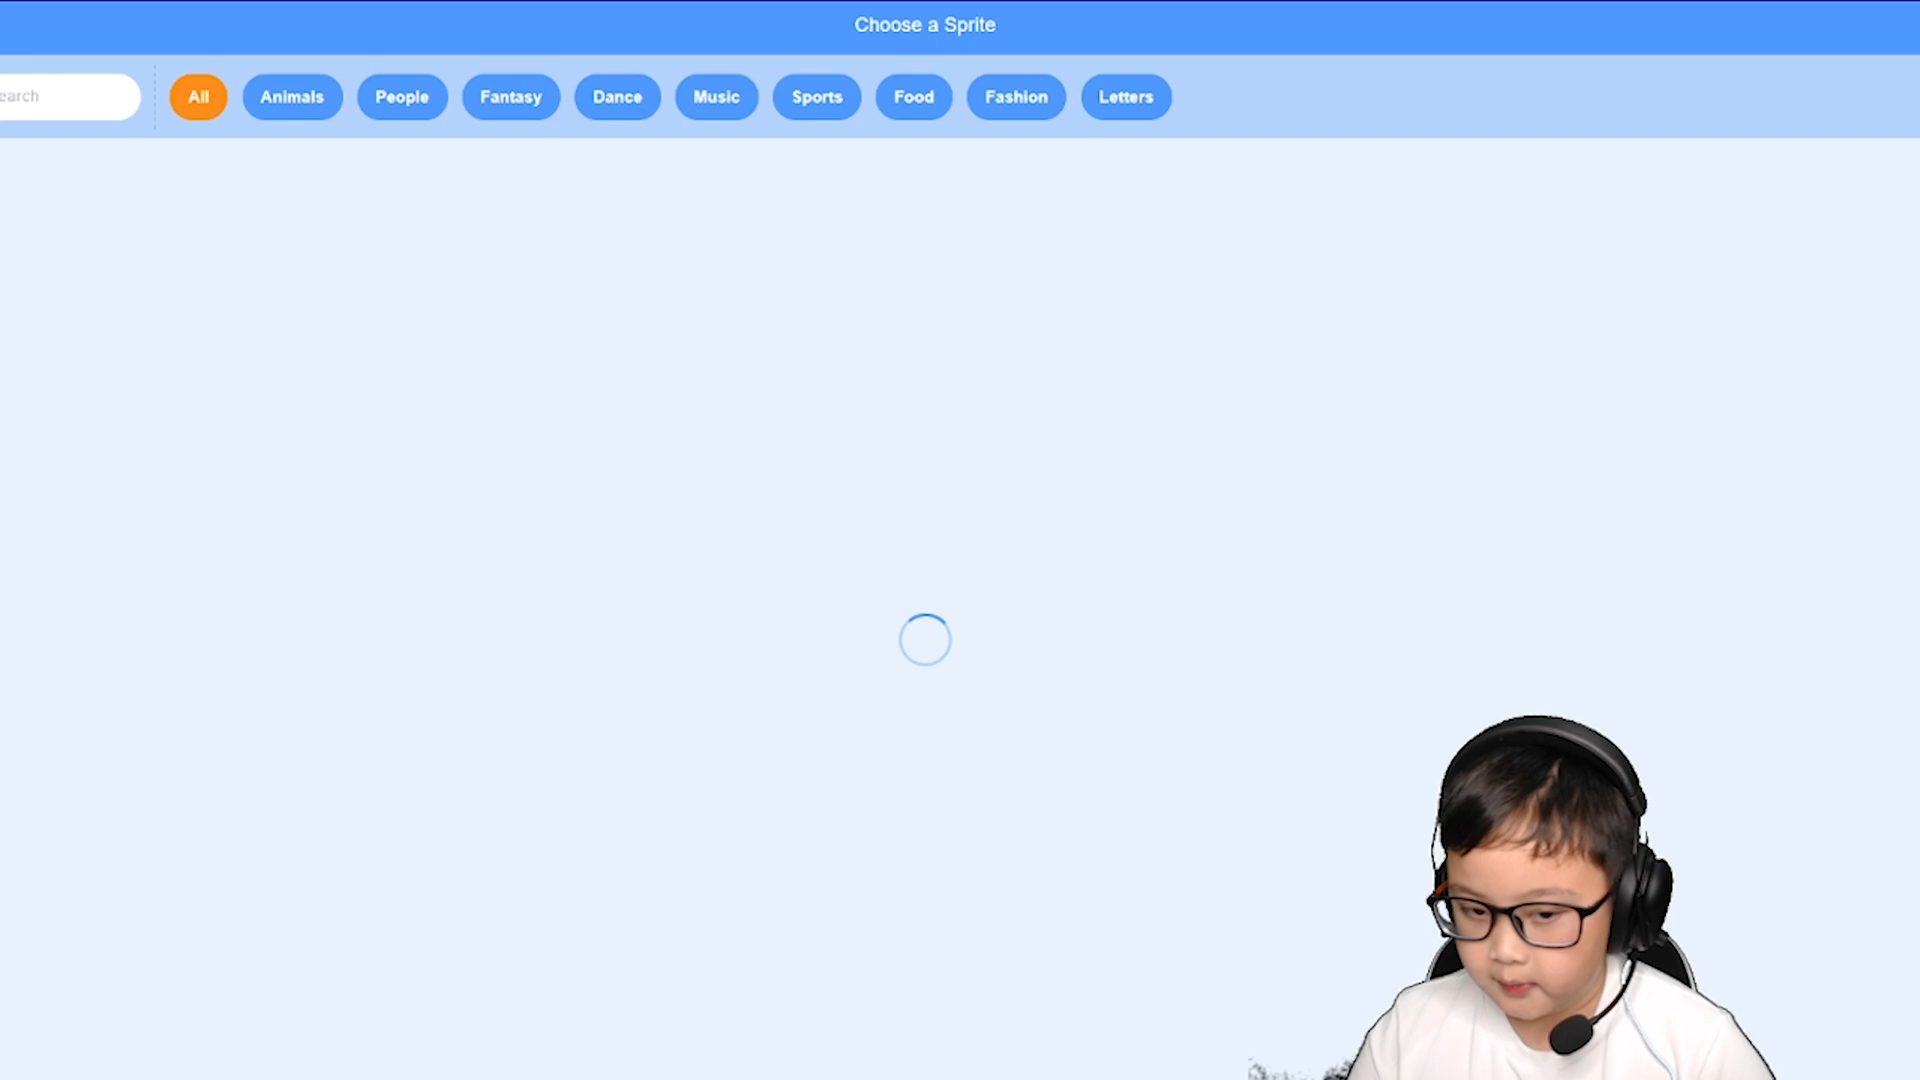 Choose a Sprite
earch
All
Animals
People
Fantasy
Dance
Music
Sports
Food
Fashion
Letters